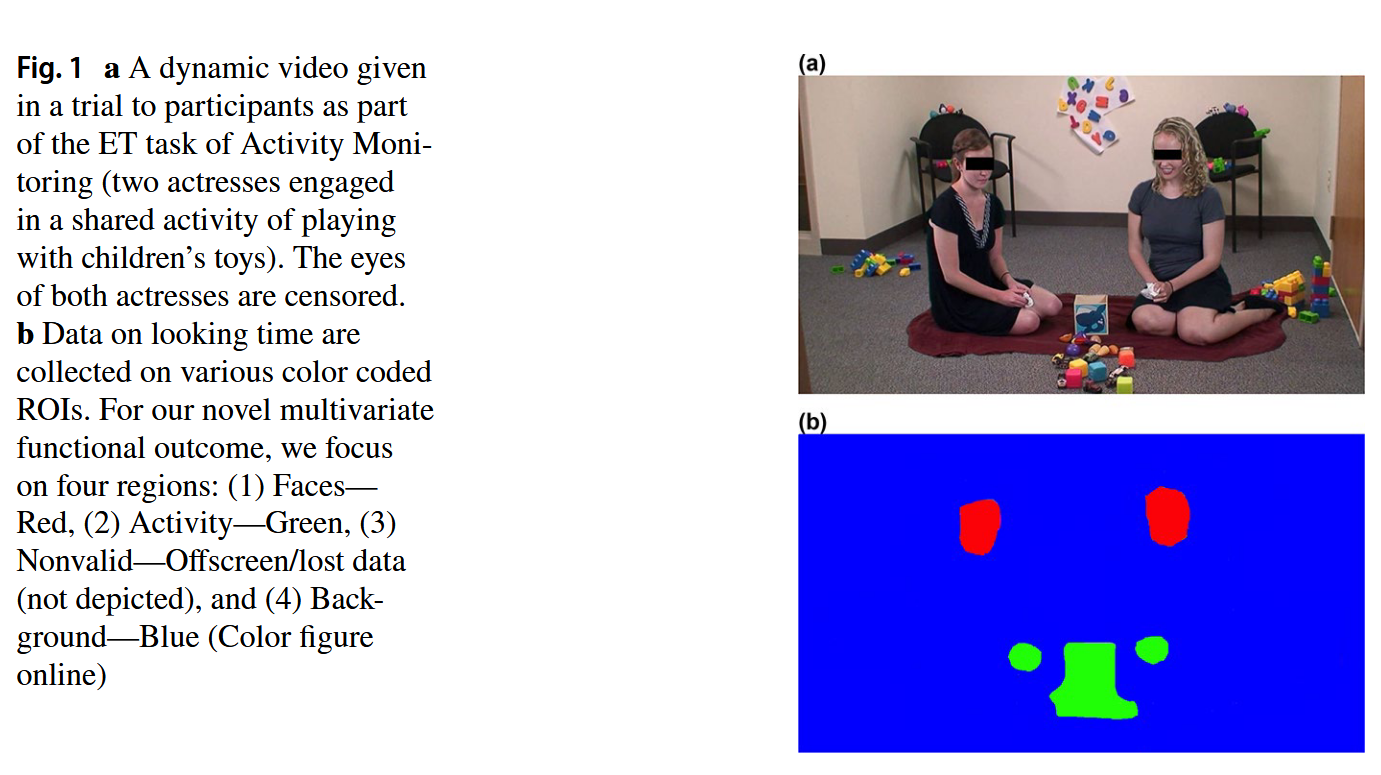 Fig. 1 a A dynamic video given
in a trial to participants as part
of the ET task of Activity Moni-
toring (two actresses engaged
in a shared activity of playing
with children’s toys). The eyes
of both actresses are censored.
b Data on looking time are
collected on various color coded
ROIs. For our novel multivariate
functional outcome, we focus
on four regions: (1) Faces—
Red, (2) Activity—Green, (3)
Nonvalid—Offscreen/lost data
(not depicted), and (4) Back-
ground—Blue (Color figure
online)
(a)
(b)